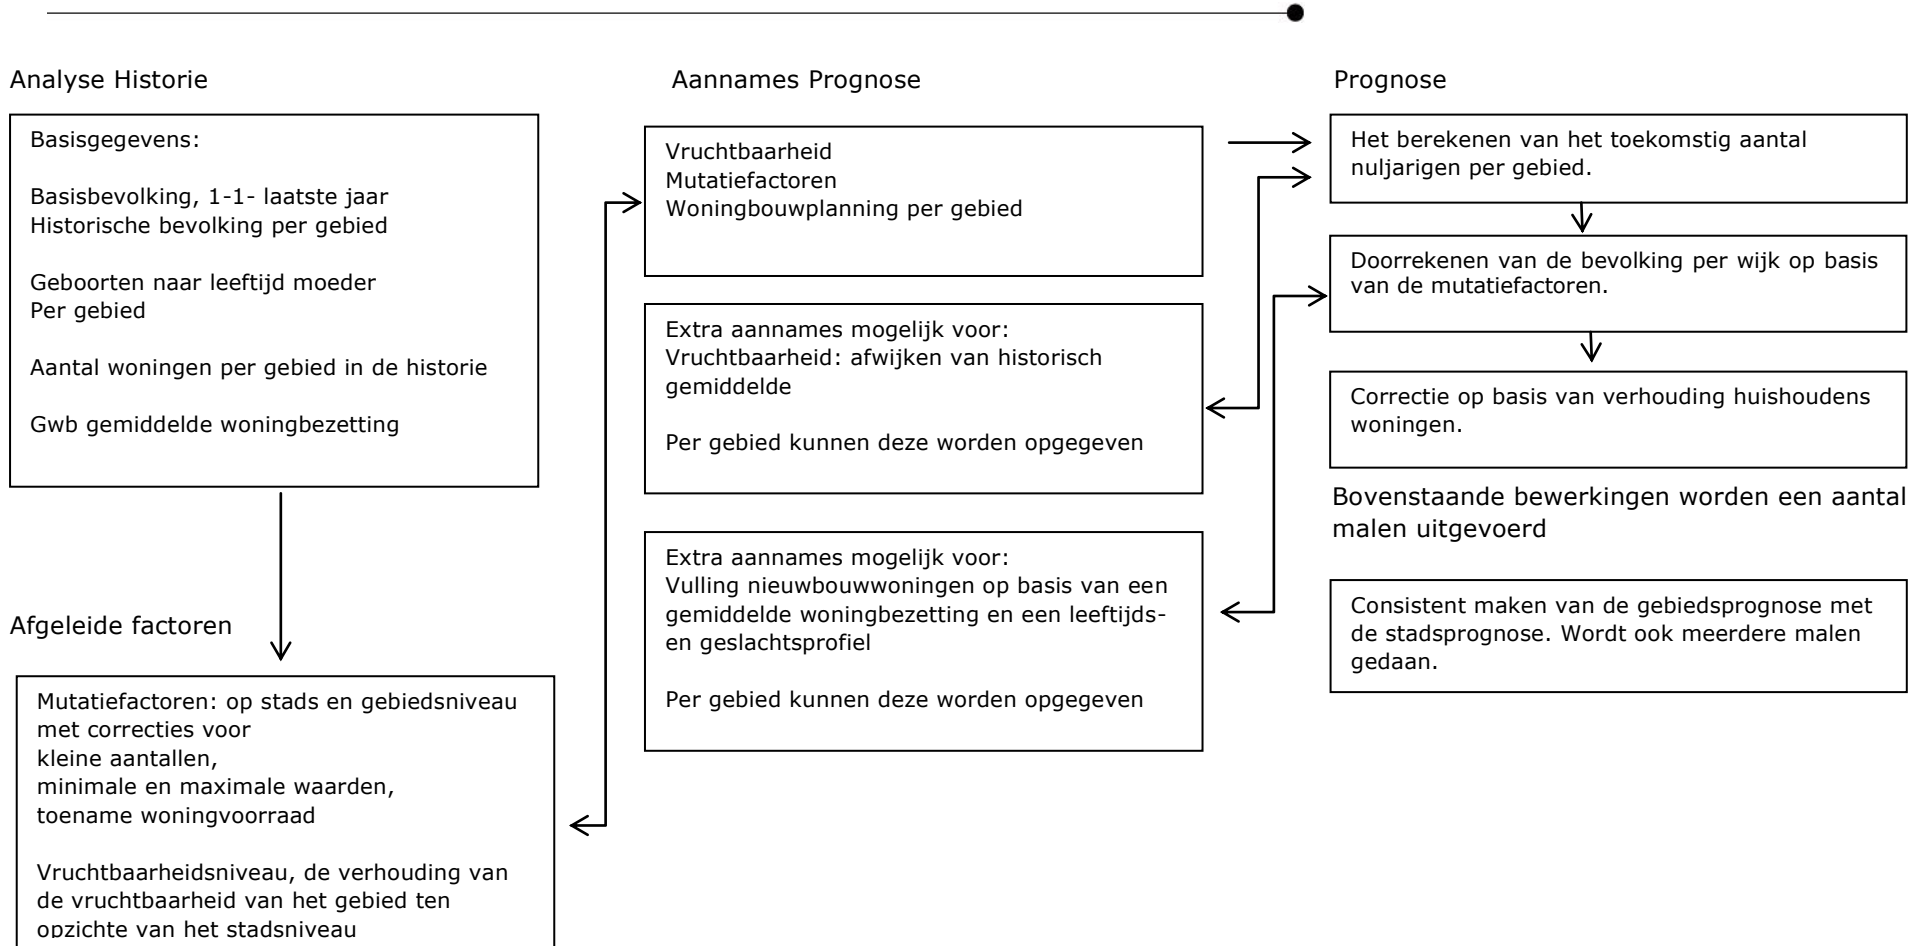 Analyse Historie
Basisgegevens:
Basisbevolking, 1-1- laatste jaar
Historische bevolking per gebied
Geboorten naar leeftijd moeder
Per gebied
Aantal woningen per gebied in de historie
Gwb gemiddelde woningbezetting
Afgeleide factoren
Mutatiefactoren: op stads en gebiedsniveau
met correcties voor
kleine aantallen,
minimale en maximale waarden,
toename woningvoorraad
Vruchtbaarheidsniveau, de verhouding van
de vruchtbaarheid van het gebied ten
opzichte van het stadsniveau
Aannames Prognose
Vruchtbaarheid
Mutatiefactoren
Woningbouwplanning per gebied
Extra aannames mogelijk voor:
Vruchtbaarheid: afwijken van historisch
gemiddelde
Per gebied kunnen deze worden opgegeven
Extra aannames mogelijk voor:
Vulling nieuwbouwwoningen op basis van een
gemiddelde woningbezetting en een leeftijds-
en geslachtsprofiel
Per gebied kunnen deze worden opgegeven
Prognose
Het berekenen van het toekomstig aantal
nuljarigen per gebied.
Doorrekenen van de bevolking per wijk op basis
van de mutatiefactoren.
Correctie op basis van verhouding huishoudens
woningen.
Bovenstaande bewerkingen worden een aantal
malen uitgevoerd
Consistent maken van de gebiedsprognose met
de stadsprognose. Wordt ook meerdere malen
gedaan.